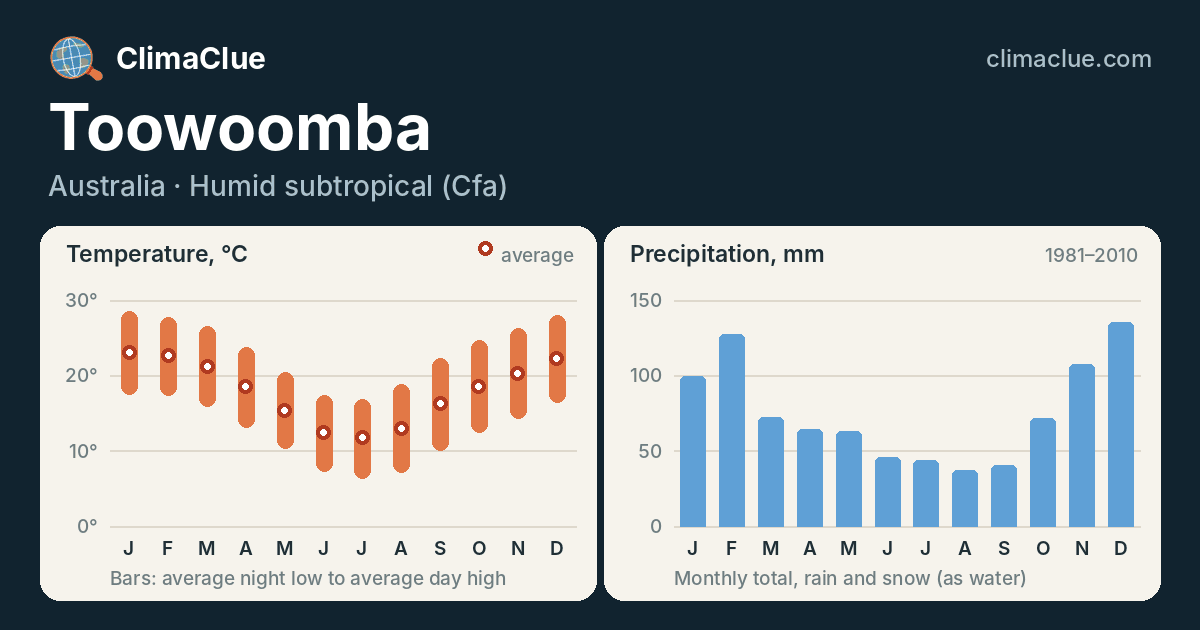 ClimaClue
climaclue.com
Toowoomba
Australia · Humid subtropical (Cfa)
Temperature, °C
average
30°
20°
10°
0°
J F M A M J J A S O N D
Bars: average night low to average day high
Precipitation, mm
1981–2010
150
100
50
0
J F M A M J J A S O N D
Monthly total, rain and snow (as water)